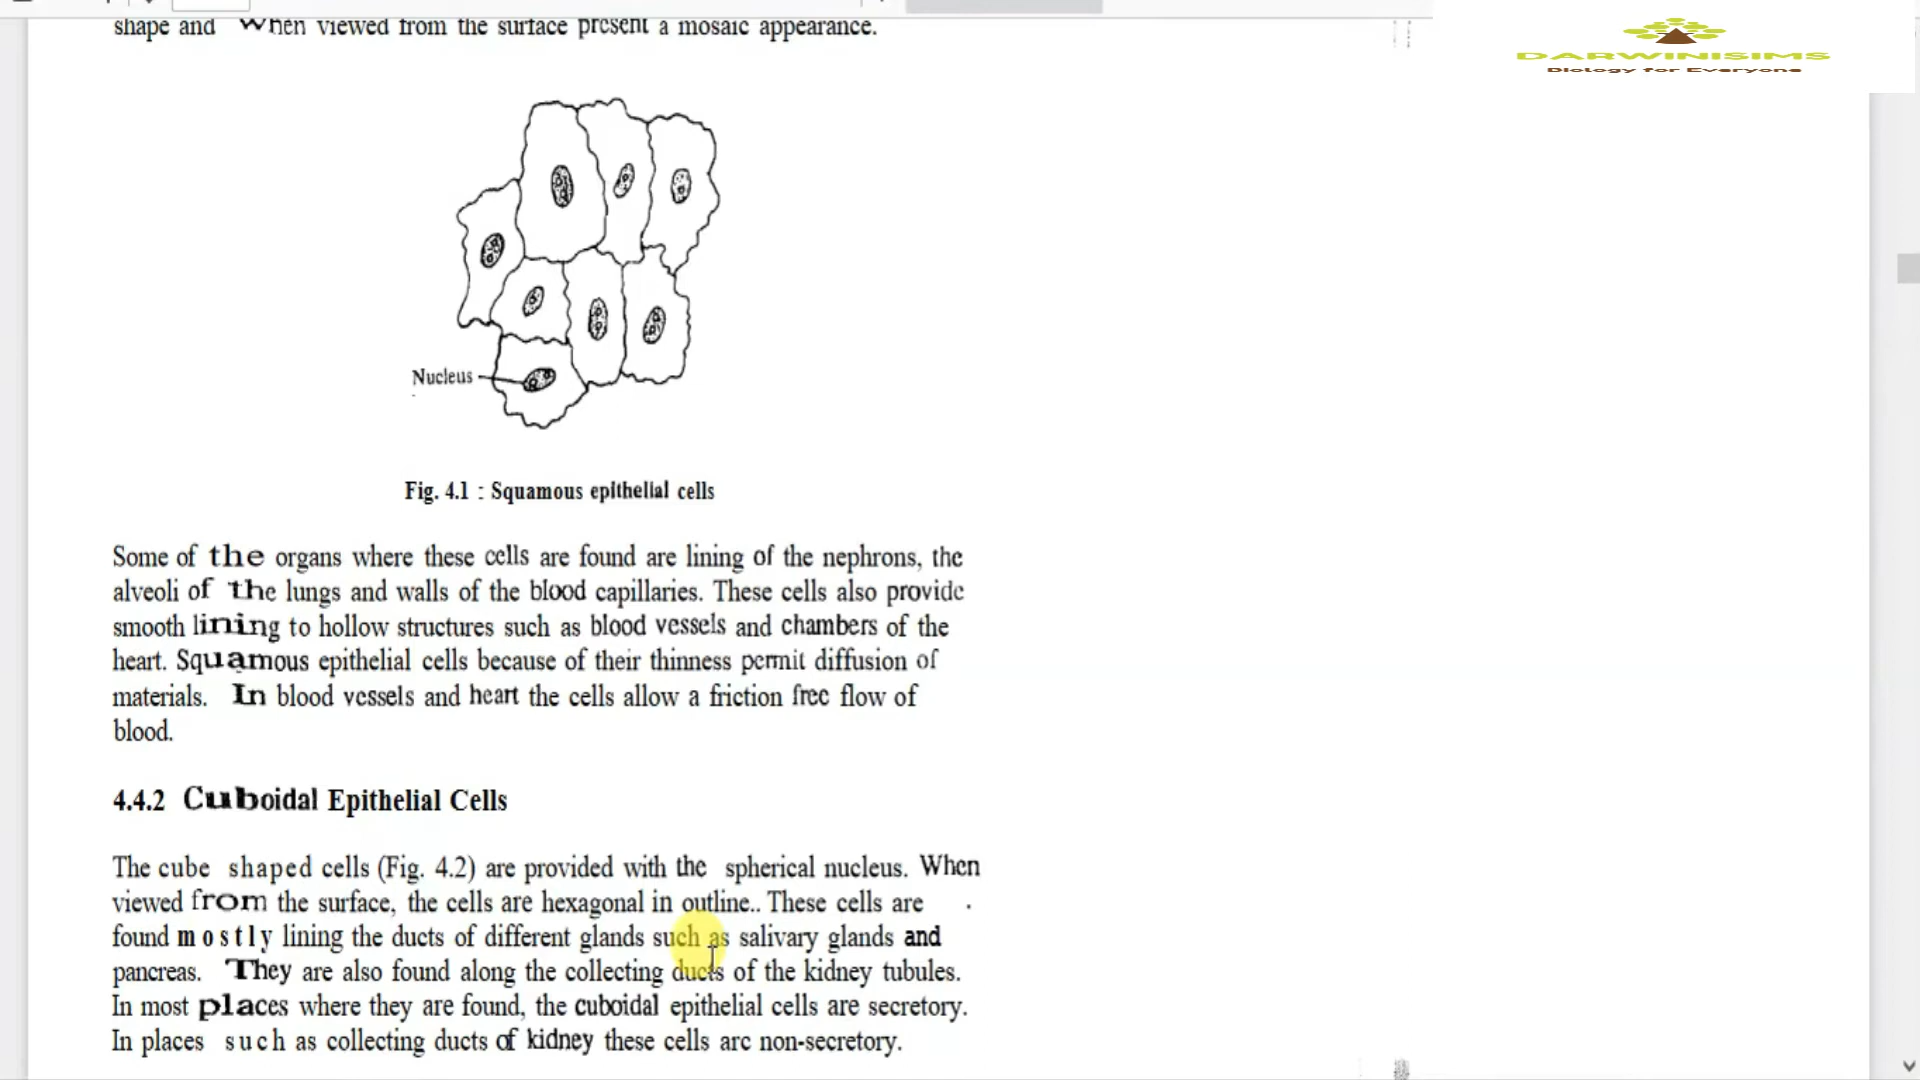 shape and When viewed from the surface present a mosaic appearance.
DARWINISIMS
Biology for Everyone
Nucleus
Fig. 4.1 : Squamous epithelial cells
Some of the organs where these cells are found are lining of the nephrons, the
alveoli of the lungs and walls of the blood capillaries. These cells also provide
smooth lining to hollow structures such as blood vessels and chambers of the
heart. Squamous epithelial cells because of their thinness permit diffusion of
materials. In blood vessels and heart the cells allow a friction free flow of
blood.
4.4.2 Cuboidal Epithelial Cells
The cube shaped cells (Fig. 4.2) are provided with the spherical nucleus. When
viewed from the surface, the cells are hexagonal in outline.. These cells are
found mostly lining the ducts of different glands such as salivary glands and
pancreas. They are also found along the collecting ducts of the kidney tubules.
In most places where they are found, the cuboidal epithelial cells are secretory.
In places such as collecting ducts of kidney these cells are non-secretory.